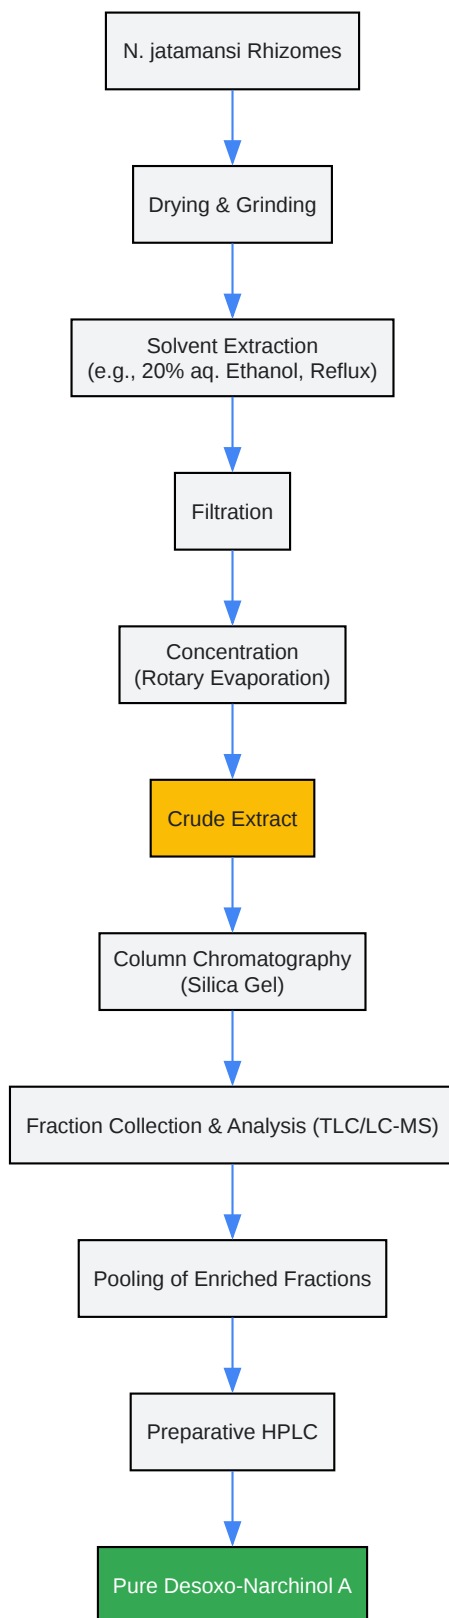 N. jatamansi Rhizomes
Drying & Grinding
Solvent Extraction
(e.g., 20% aq. Ethanol, Reflux)
Filtration
Concentration
(Rotary Evaporation)
Crude Extract
Column Chromatography
(Silica Gel)
Fraction Collection & Analysis (TLC/LC-MS)
Pooling of Enriched Fractions
Preparative HPLC
Pure Desoxo-Narchinol A